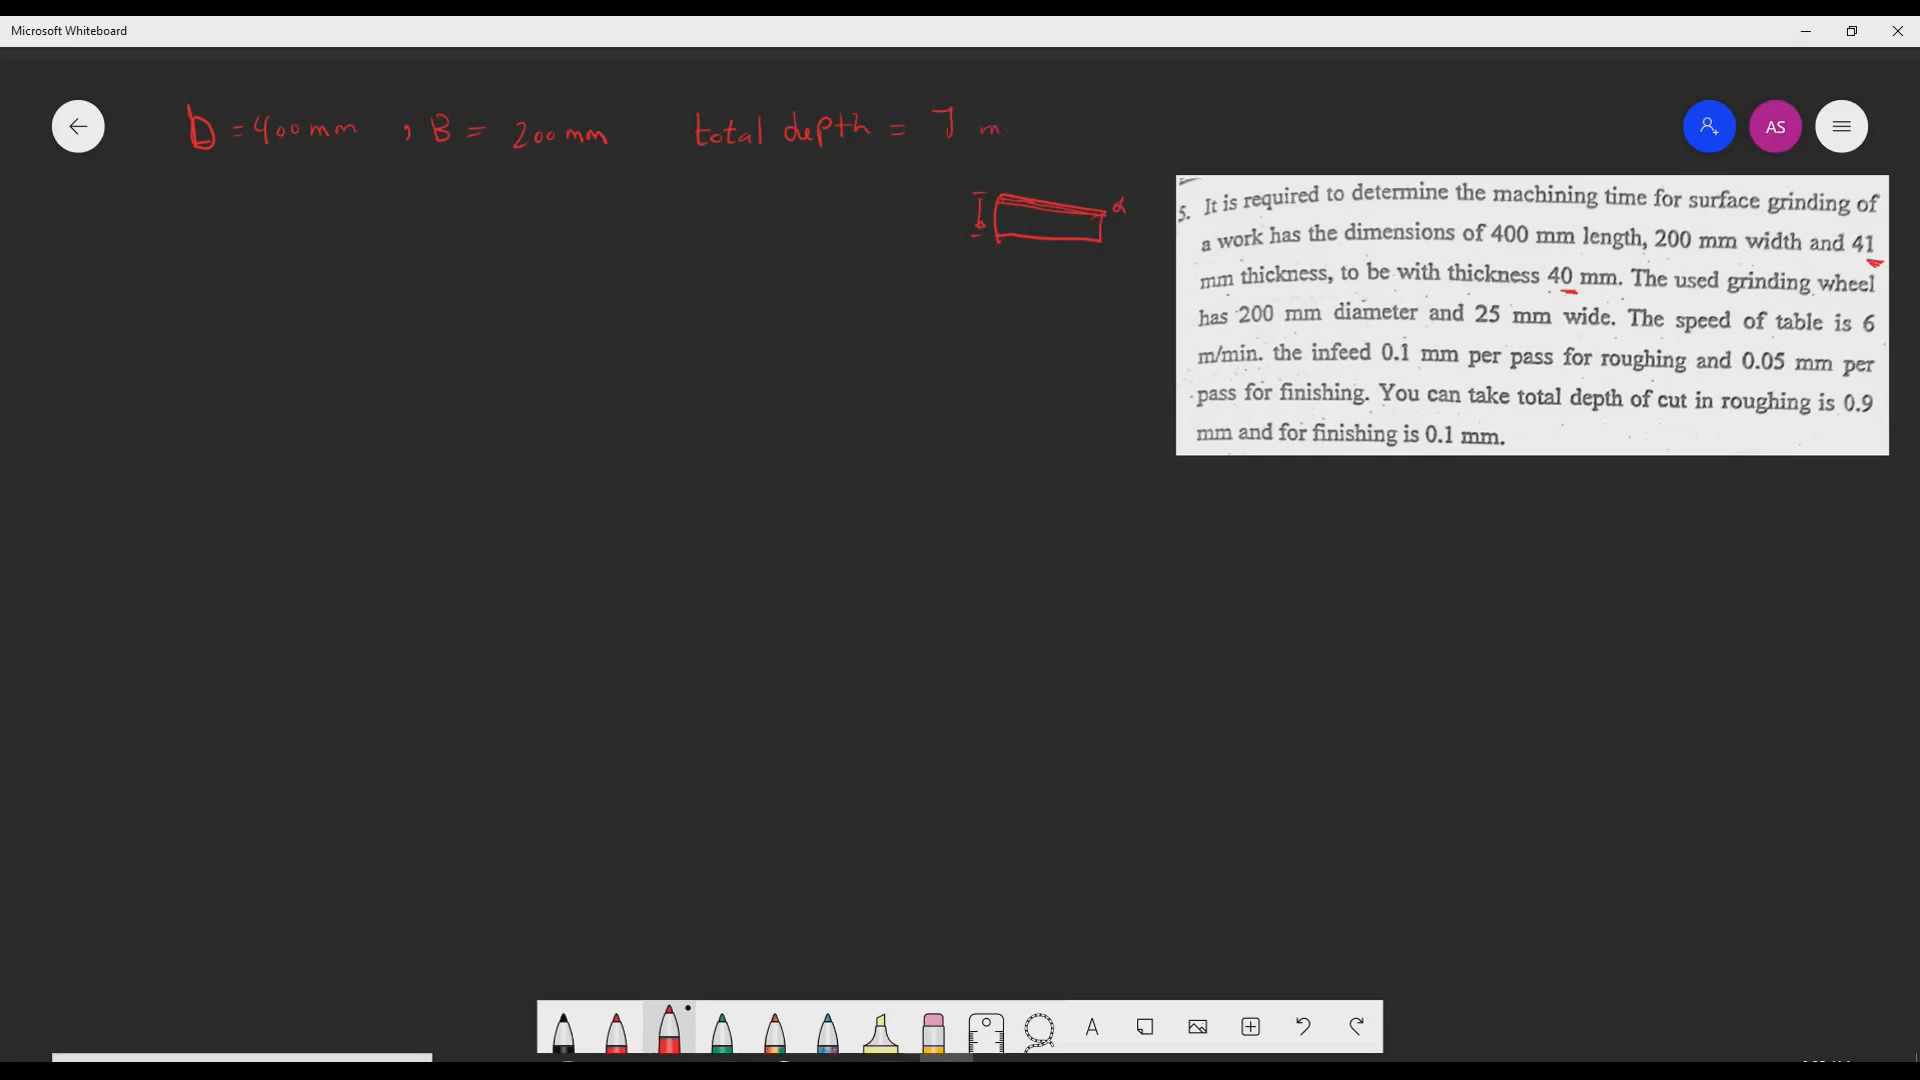 Microsoft Whiteboard
D = 400 mm , B = 200 mm total depth = 1 m
AS
5. It is required to determine the machining time for surface grinding of
a work has the dimensions of 400 mm length, 200 mm width and 41
mm thickness, to be with thickness 40 mm. The used grinding wheel
has 200 mm diameter and 25 mm wide. The speed of table is 6
m/min. the infeed 0.1 mm per pass for roughing and 0.05 mm per
pass for finishing. You can take total depth of cut in roughing is 0.9
mm and for finishing is 0.1 mm.
A